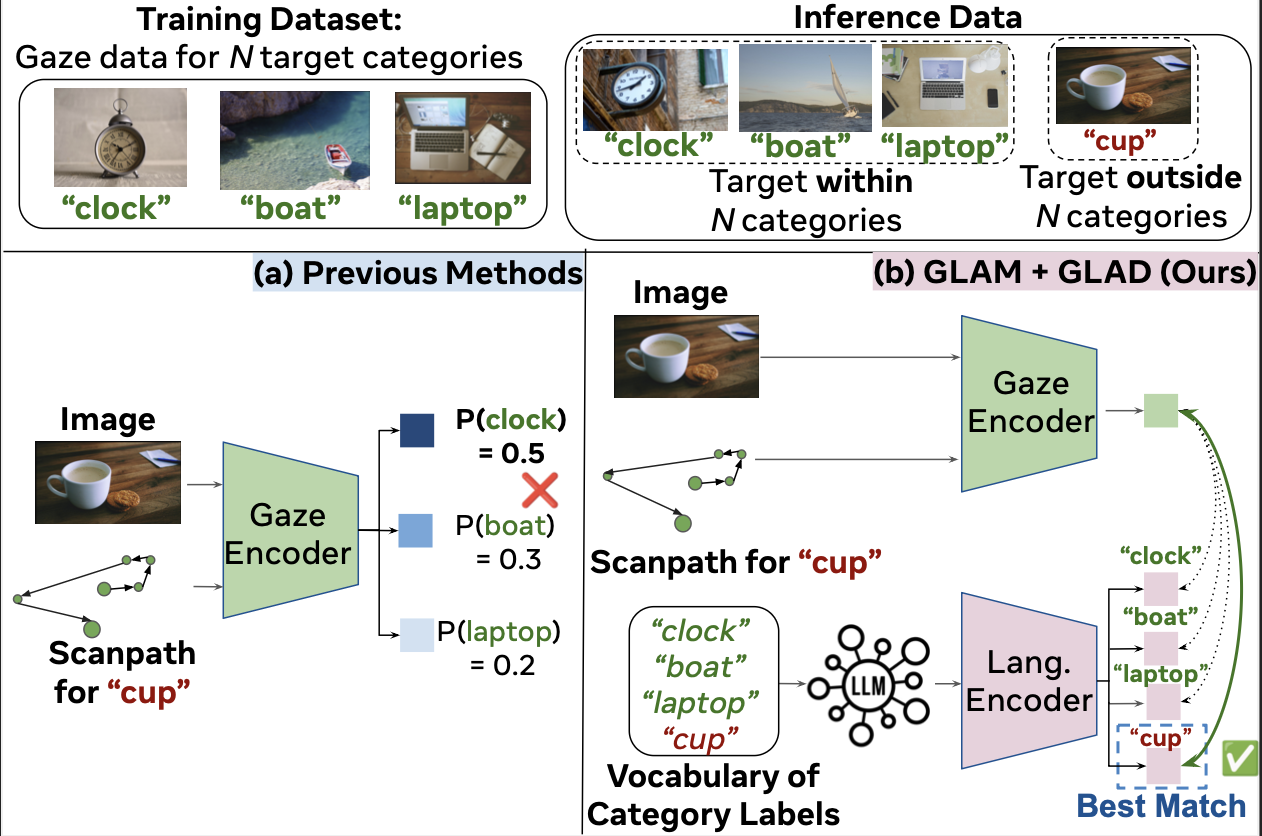 Training Dataset:
Gaze data for N target categories
“clock”
“boat”
“laptop”
Inference Data
“clock”
“boat”
“laptop”
“cup”
Target within
N categories
Target outside
N categories
(a) Previous Methods
Image
Scanpath
for “cup”
Gaze
Encoder
P(clock)
= 0.5
P(boat)
= 0.3
P(laptop)
= 0.2
(b) GLAM + GLAD (Ours)
Image
Scanpath for “cup”
Gaze
Encoder
“clock”
“boat”
“laptop”
“cup”
Vocabulary of
Category Labels
LLM
Lang.
Encoder
“clock”
“boat”
“laptop”
“cup”
Best Match